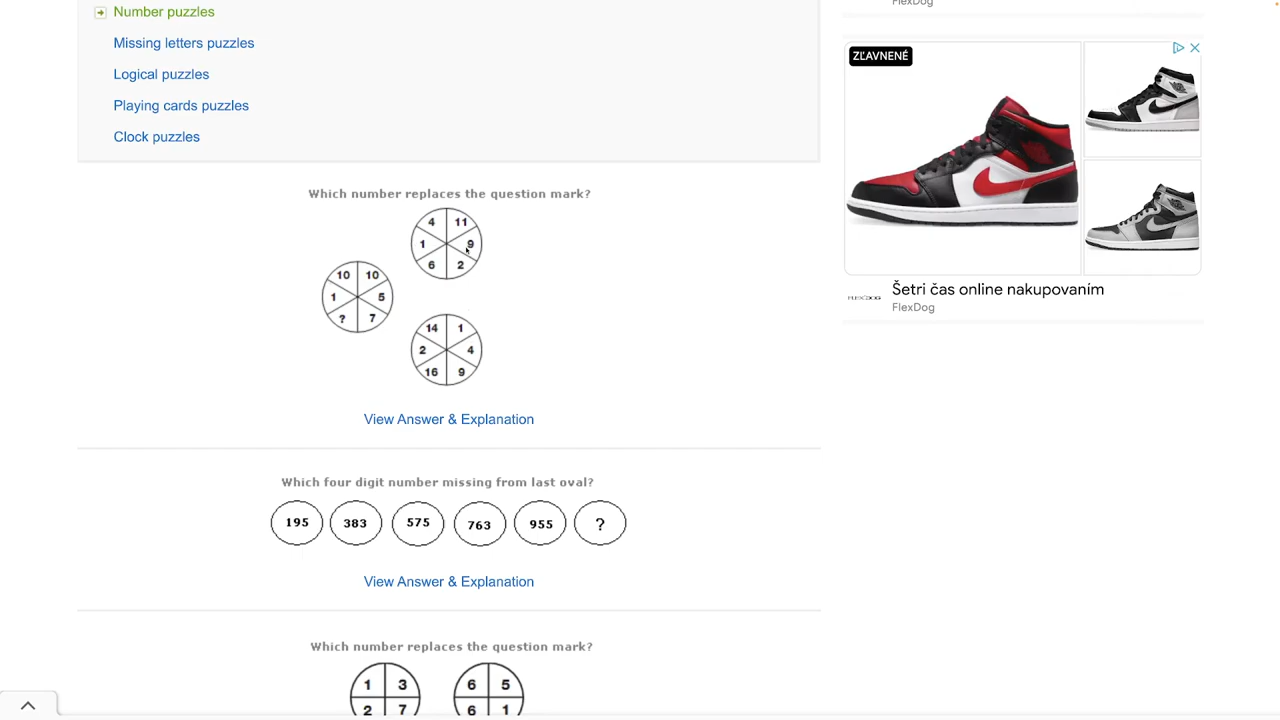 Number puzzles
Missing letters puzzles
Logical puzzles
Playing cards puzzles
Clock puzzles
Which number replaces the question mark?
4 11
1 9
6 2
10 10
1 5
? 7
14 1
2 4
16 9
View Answer & Explanation
Which four digit number missing from last oval?
195 383 575 763 955 ?
View Answer & Explanation
Which number replaces the question mark?
1 3 6 5
2 7 6 1
FlexDog
ZĽAVNENÉ
FLEXDOG
Šetri čas online nakupovaním
FlexDog